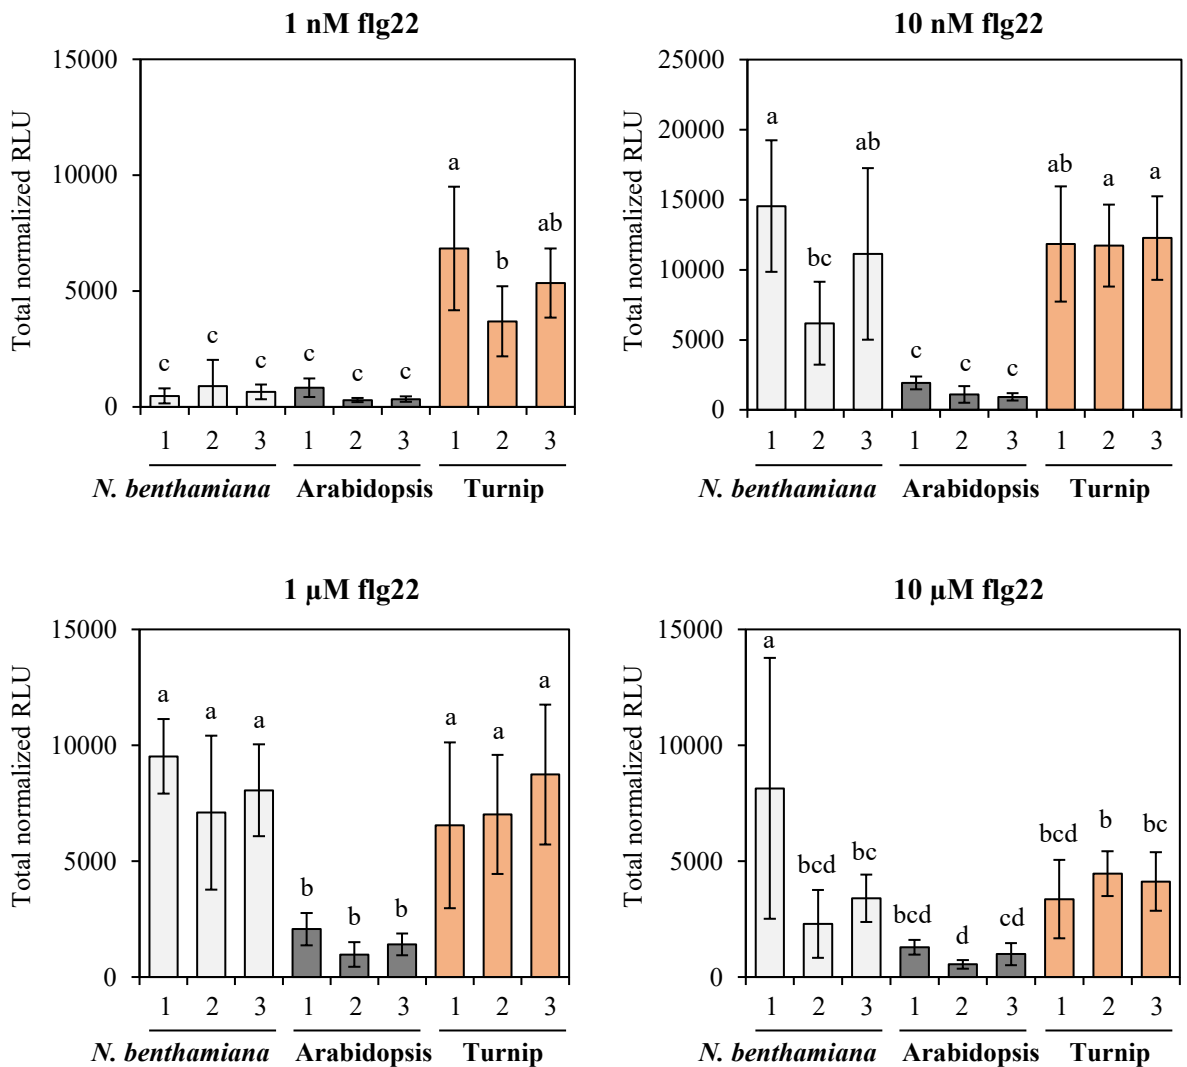 1 nM flg22
Total normalized RLU
15000
10000
5000
0
c c c c c c a b ab
1 2 3 1 2 3 1 2 3
N. benthamiana Arabidopsis Turnip
10 nM flg22
Total normalized RLU
25000
20000
15000
10000
5000
0
a bc ab c c c ab a a
1 2 3 1 2 3 1 2 3
N. benthamiana Arabidopsis Turnip
1 µM flg22
Total normalized RLU
15000
10000
5000
0
a a a b b b a a a
1 2 3 1 2 3 1 2 3
N. benthamiana Arabidopsis Turnip
10 µM flg22
Total normalized RLU
15000
10000
5000
0
a bcd bc bcd d cd bcd b bc
1 2 3 1 2 3 1 2 3
N. benthamiana Arabidopsis Turnip